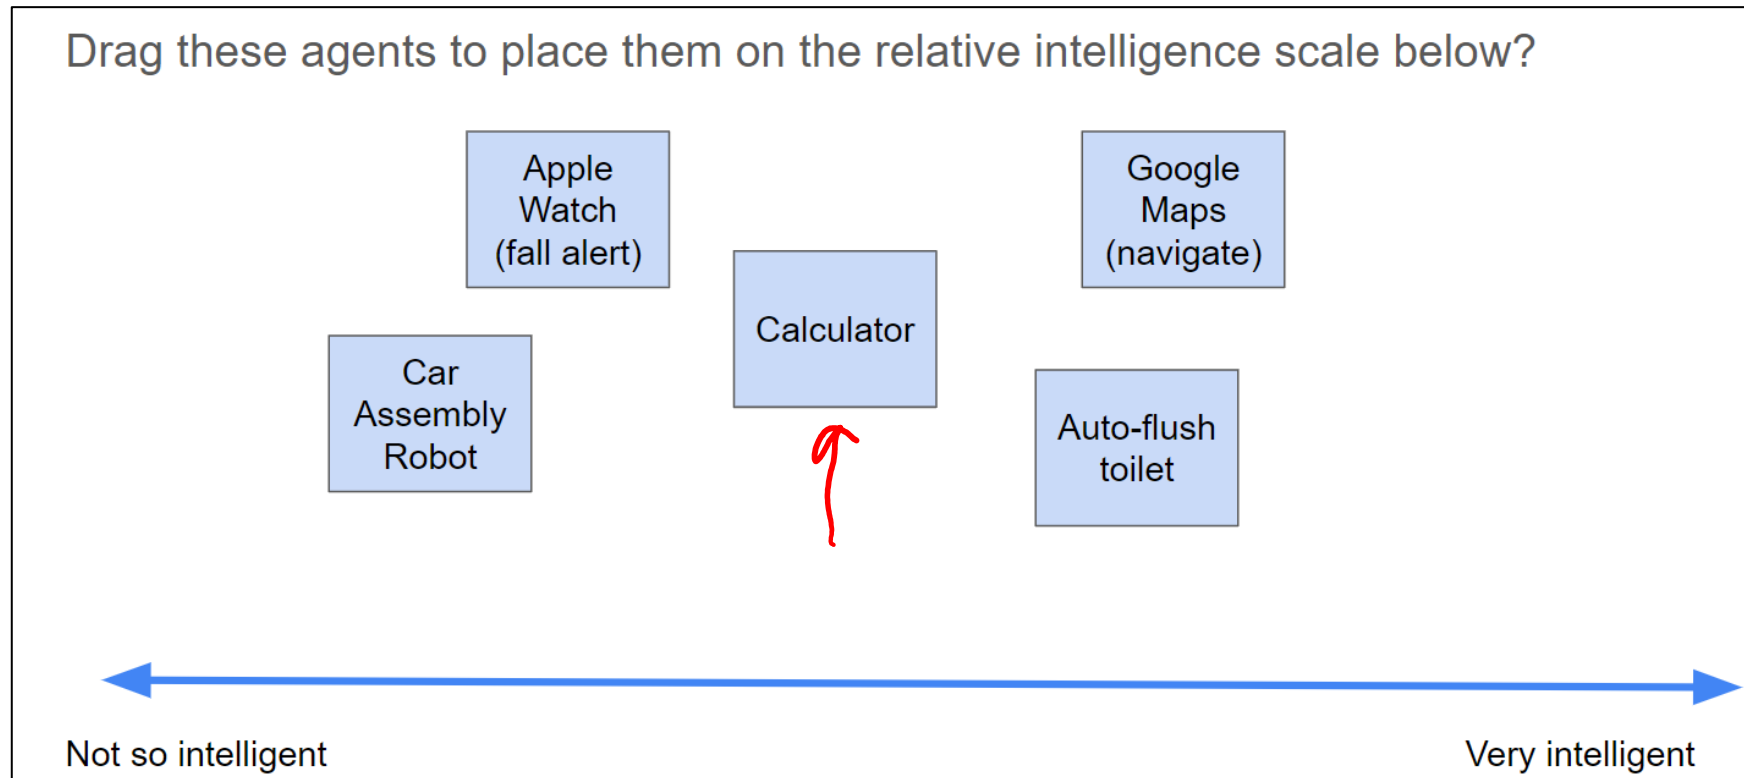 Drag these agents to place them on the relative intelligence scale below?
Apple
Watch
(fall alert)
Google
Maps
(navigate)
Calculator
Car
Assembly
Robot
Auto-flush
toilet
Not so intelligent
Very intelligent